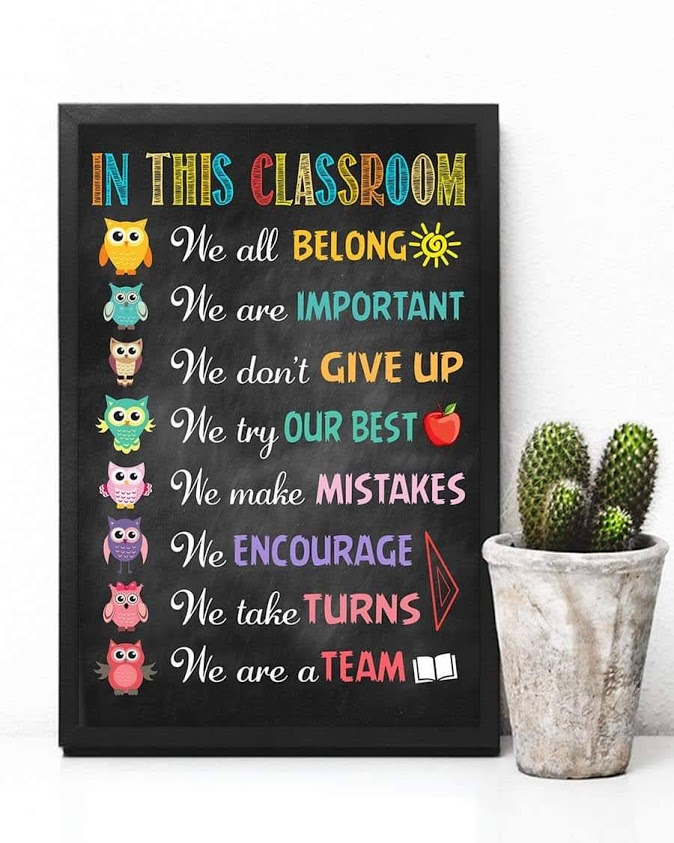 IN THIS CLASSROOM
We all BELONG
We are IMPORTANT
We don't GIVE UP
We try OUR BEST
We make MISTAKES
We ENCOURAGE
We take TURNS
We are a TEAM